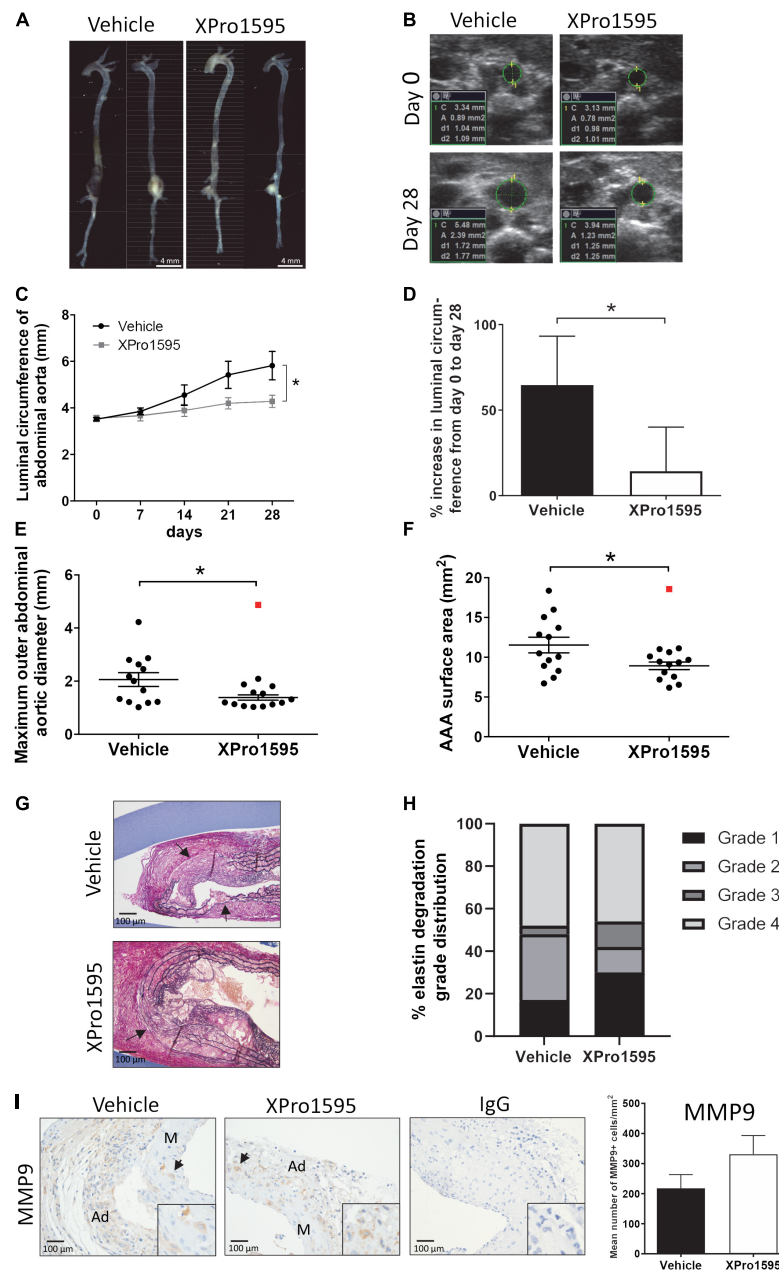 A
Vehicle
XPro1595
4 mm
4 mm
B
Vehicle
XPro1595
Day 0
1 C 3.34 mm
A 0.89 mm2
d1 1.04 mm
d2 1.09 mm
1 C 3.13 mm
A 0.78 mm2
d1 0.98 mm
d2 1.01 mm
Day 28
1 C 5.48 mm
A 2.39 mm2
d1 1.72 mm
d2 1.77 mm
1 C 3.94 mm
A 1.23 mm2
d1 1.25 mm
d2 1.25 mm
C
Luminal circumference of
abdominal aorta (mm)
8
6
4
2
0
Vehicle
XPro1595
*
0 7 14 21 28
days
D
% increase in luminal circum-
ference from day 0 to day 28
100
50
0
*
Vehicle XPro1595
E
Maximum outer abdominal
aortic diameter (mm)
6
4
2
0
*
Vehicle XPro1595
F
AAA surface area (mm²)
20
15
10
5
0
*
Vehicle XPro1595
G
Vehicle
100 µm
XPro1595
100 µm
H
% elastin degradation
grade distribution
100
80
60
40
20
0
Vehicle XPro1595
Grade 1
Grade 2
Grade 3
Grade 4
I
MMP9
Vehicle
M
Ad
100 µm
XPro1595
Ad
M
100 µm
IgG
100 µm
MMP9
Mean number of MMP9+ cells/mm²
500
400
300
200
100
0
Vehicle XPro1595